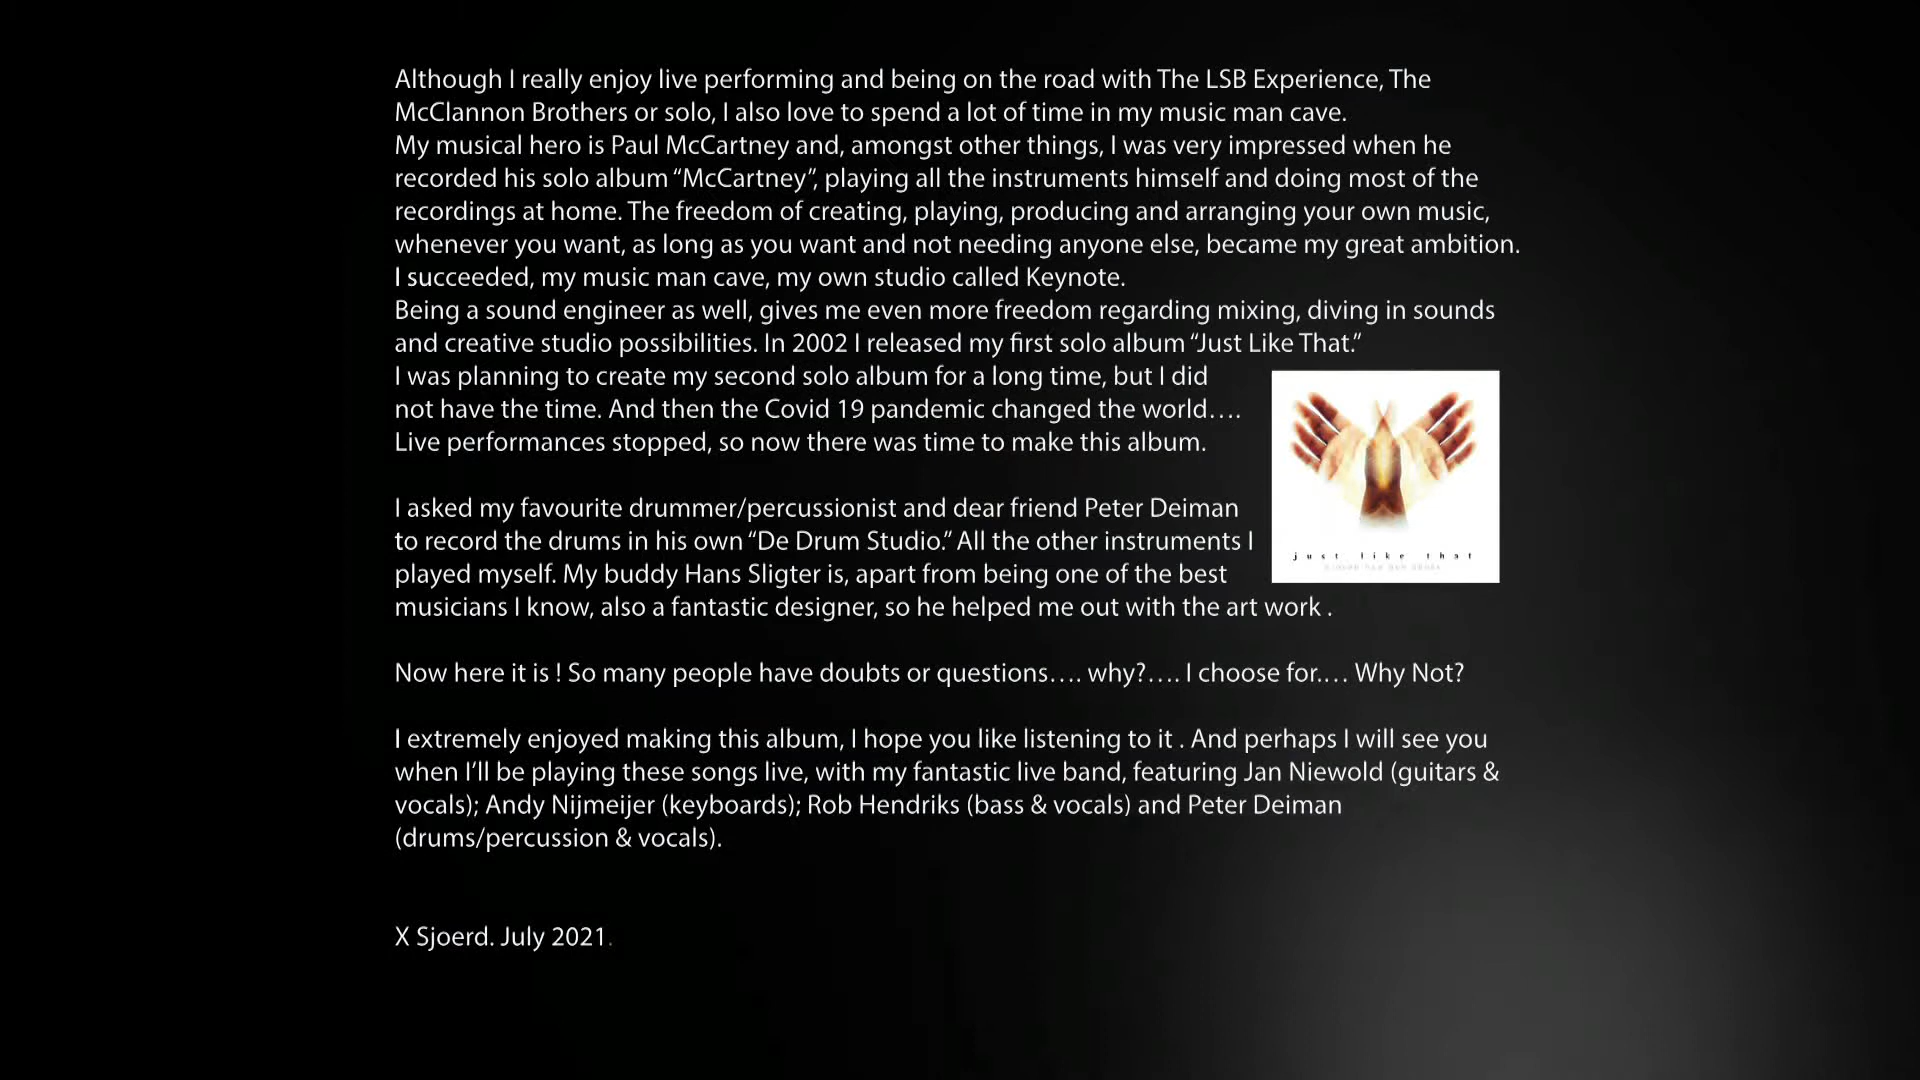 Although I really enjoy live performing and being on the road with The LSB Experience, The
McClannon Brothers or solo, I also love to spend a lot of time in my music man cave.
My musical hero is Paul McCartney and, amongst other things, I was very impressed when he
recorded his solo album “McCartney”, playing all the instruments himself and doing most of the
recordings at home. The freedom of creating, playing, producing and arranging your own music,
whenever you want, as long as you want and not needing anyone else, became my great ambition.
I succeeded, my music man cave, my own studio called Keynote.
Being a sound engineer as well, gives me even more freedom regarding mixing, diving in sounds
and creative studio possibilities. In 2002 I released my first solo album “Just Like That.”
I was planning to create my second solo album for a long time, but I did
not have the time. And then the Covid 19 pandemic changed the world….
Live performances stopped, so now there was time to make this album.
I asked my favourite drummer/percussionist and dear friend Peter Deiman
to record the drums in his own “De Drum Studio.” All the other instruments I
played myself. My buddy Hans Sligter is, apart from being one of the best
musicians I know, also a fantastic designer, so he helped me out with the art work .
just like that
Now here it is ! So many people have doubts or questions…. why?…. I choose for.… Why Not?
I extremely enjoyed making this album, I hope you like listening to it . And perhaps I will see you
when I’ll be playing these songs live, with my fantastic live band, featuring Jan Niewold (guitars &
vocals); Andy Nijmeijer (keyboards); Rob Hendriks (bass & vocals) and Peter Deiman
(drums/percussion & vocals).
X Sjoerd. July 2021.